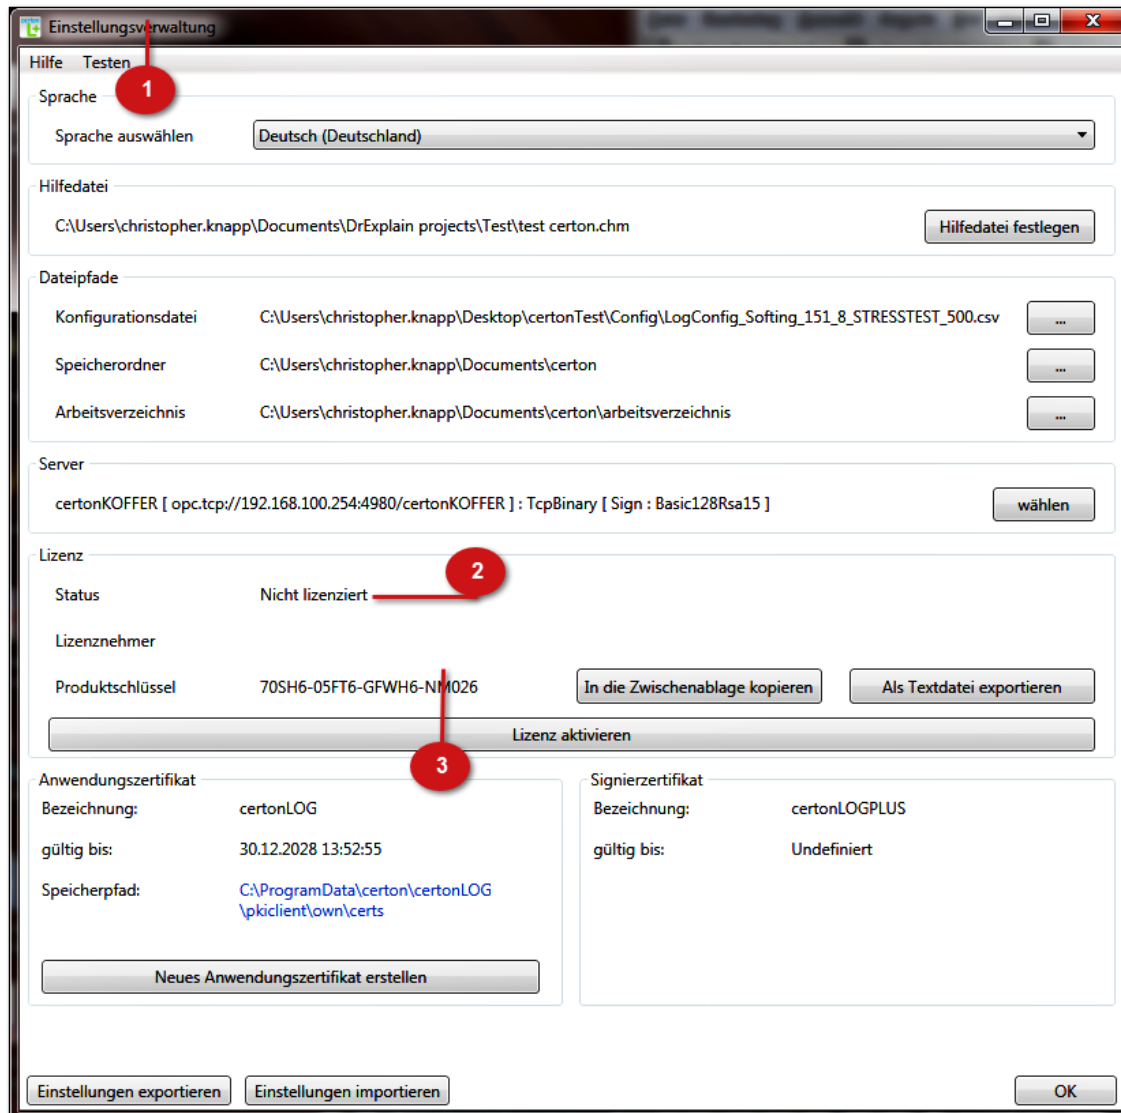 Einstellungsverwaltung
Hilfe Testen
1
Sprache
Sprache auswählen Deutsch (Deutschland)
Hilfedatei
C:\Users\christopher.knapp\Documents\DrExplain projects\Test\test certon.chm Hilfedatei festlegen
Dateipfade
Konfigurationsdatei C:\Users\christopher.knapp\Desktop\certonTest\Config\LogConfig_Softing_151_8_STRESSTEST_500.csv ...
Speicherordner C:\Users\christopher.knapp\Documents\certon ...
Arbeitsverzeichnis C:\Users\christopher.knapp\Documents\certon\arbeitsverzeichnis ...
Server
certonKOFFER [ opc.tcp://192.168.100.254:4980/certonKOFFER ] : TcpBinary [ Sign : Basic128Rsa15 ] wählen
Lizenz
2
Status Nicht lizenziert
Lizenznehmer
Produktschlüssel 70SH6-05FT6-GFWH6-NM026 In die Zwischenablage kopieren Als Textdatei exportieren
Lizenz aktivieren
3
Anwendungszertifikat Signierzertifikat
Bezeichnung: certonLOG Bezeichnung: certonLOGPLUS
gültig bis: 30.12.2028 13:52:55 gültig bis: Undefiniert
Speicherpfad: C:\ProgramData\certon\certonLOG
\pkiclient\own\certs
Neues Anwendungszertifikat erstellen
Einstellungen exportieren Einstellungen importieren OK